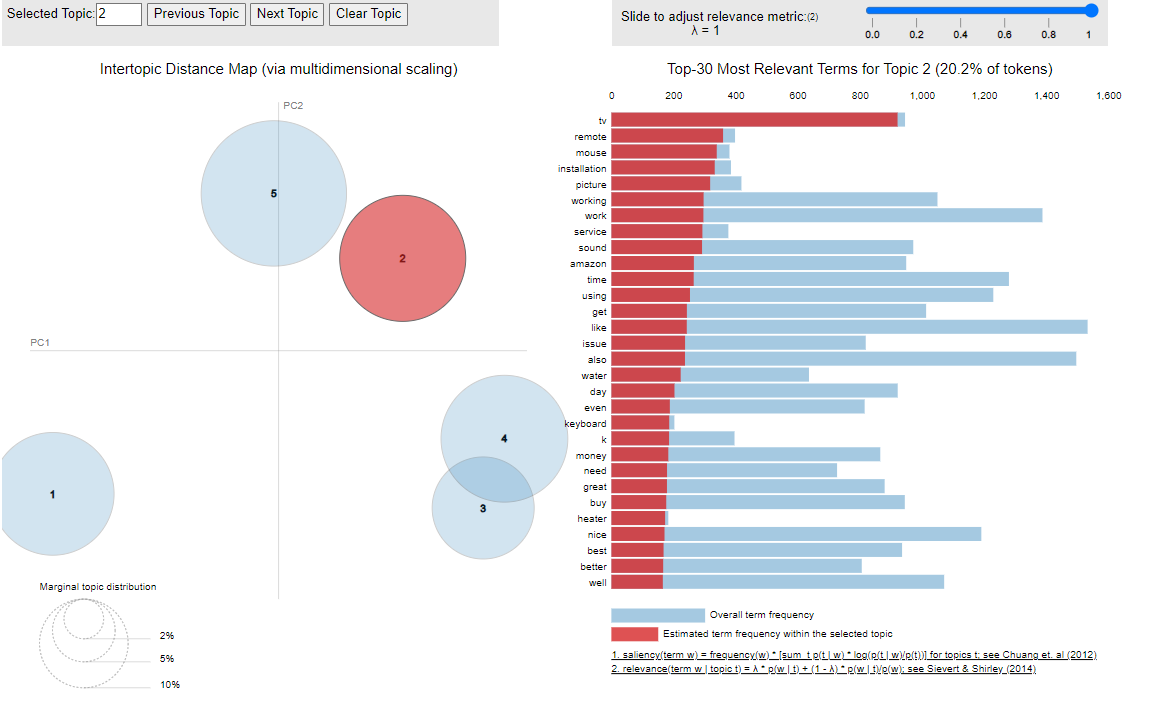 Selected Topic: 2 Previous Topic Next Topic Clear Topic
Slide to adjust relevance metric:(2)
λ = 1
0.0 0.2 0.4 0.6 0.8 1
Intertopic Distance Map (via multidimensional scaling)
PC2
PC1
5
2
4
3
1
Marginal topic distribution
2%
5%
10%
Top-30 Most Relevant Terms for Topic 2 (20.2% of tokens)
0 200 400 600 800 1,000 1,200 1,400 1,600
tv
remote
mouse
installation
picture
working
work
service
sound
amazon
time
using
get
like
issue
also
water
day
even
keyboard
k
money
need
great
buy
heater
nice
best
better
well
Overall term frequency
Estimated term frequency within the selected topic
1. saliency(term w) = frequency(w) * [sum_t p(t | w) * log(p(t | w)/p(t))] for topics t; see Chuang et. al (2012)
2. relevance(term w | topic t) = λ * p(w | t) + (1 - λ) * p(w | t)/p(w); see Sievert & Shirley (2014)